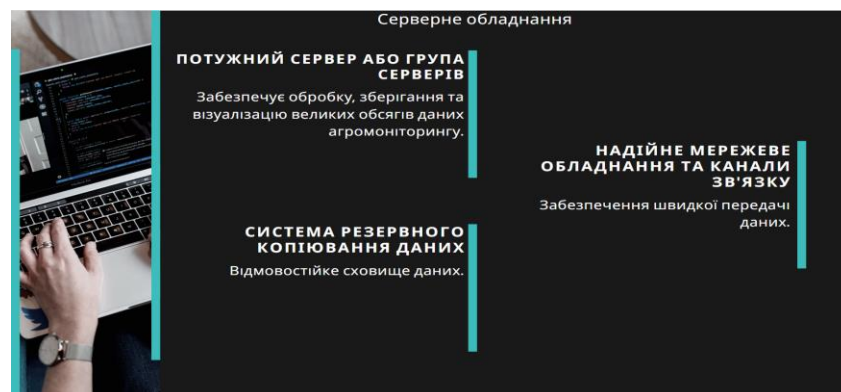 Серверне обладнання
ПОТУЖНИЙ СЕРВЕР АБО ГРУПА
СЕРВЕРІВ
Забезпечує обробку, зберігання та
візуалізацію великих обсягів даних
агромоніторингу.
НАДІЙНЕ МЕРЕЖЕВЕ
ОБЛАДНАННЯ ТА КАНАЛИ
ЗВ'ЯЗКУ
Забезпечення швидкої передачі
даних.
СИСТЕМА РЕЗЕРВНОГО
КОПІЮВАННЯ ДАНИХ
Відмовостійке сховище даних.